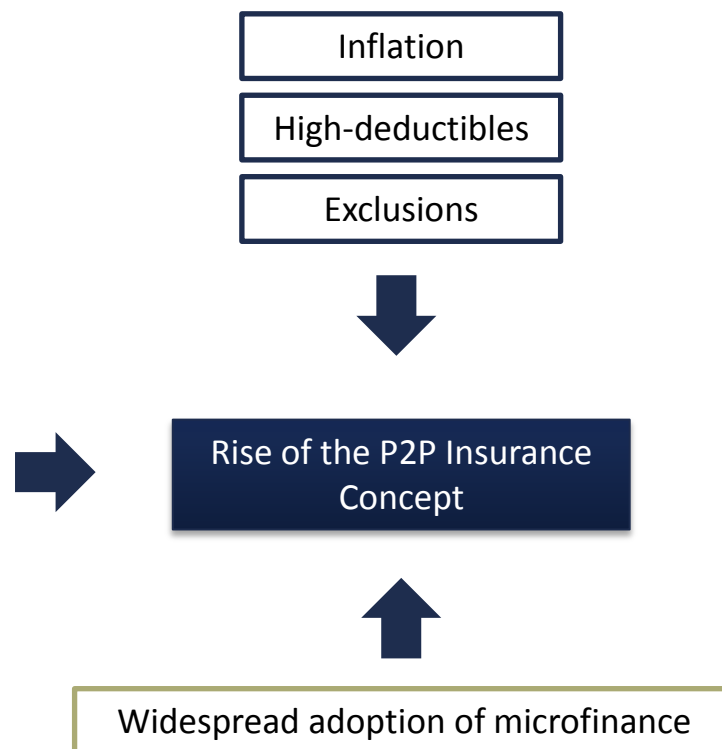 Inflation
High-deductibles
Exclusions
Rise of the P2P Insurance
Concept
Widespread adoption of microfinance